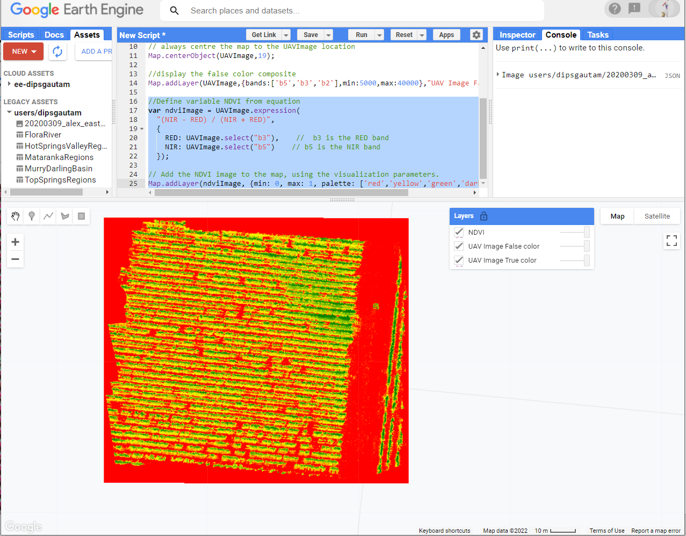 Google Earth Engine
Search places and datasets...
Scripts Docs Assets
NEW
ADD A PR
CLOUD ASSETS
ee-dipsgautam
LEGACY ASSETS
users/dipsgautam
20200309_alex_east...
FloraRiver
HotSpringsValleyReg...
MatarankaRegions
MurryDarlingBasin
TopSpringsRegions
New Script *
Get Link Save Run Reset Apps
10 // always centre the map to the UAVImage location
11 Map.centerObject(UAVImage,19);
12
13 //display the false color composite
14 Map.addLayer(UAVImage,{bands:['b5','b3','b2'],min:5000,max:40000},"UAV Image Fa
15
16 //Define variable NDVI from equation
17 var ndviImage = UAVImage.expression(
18 "(NIR - RED) / (NIR + RED)",
19 {
20 RED: UAVImage.select("b3"), // b3 is the RED band
21 NIR: UAVImage.select("b5") // b5 is the NIR band
22 });
23
24 // Add the NDVI image to the map, using the visualization parameters.
25 Map.addLayer(ndviImage, {min: 0, max: 1, palette: ['red','yellow','green','dar
Inspector Console Tasks
Use print(...) to write to this console.
Image users/dipsgautam/20200309_a... JSON
Layers
NDVI
UAV Image False color
UAV Image True color
Map Satellite
Google
Keyboard shortcuts Map data ©2022 10 m Terms of Use Report a map error